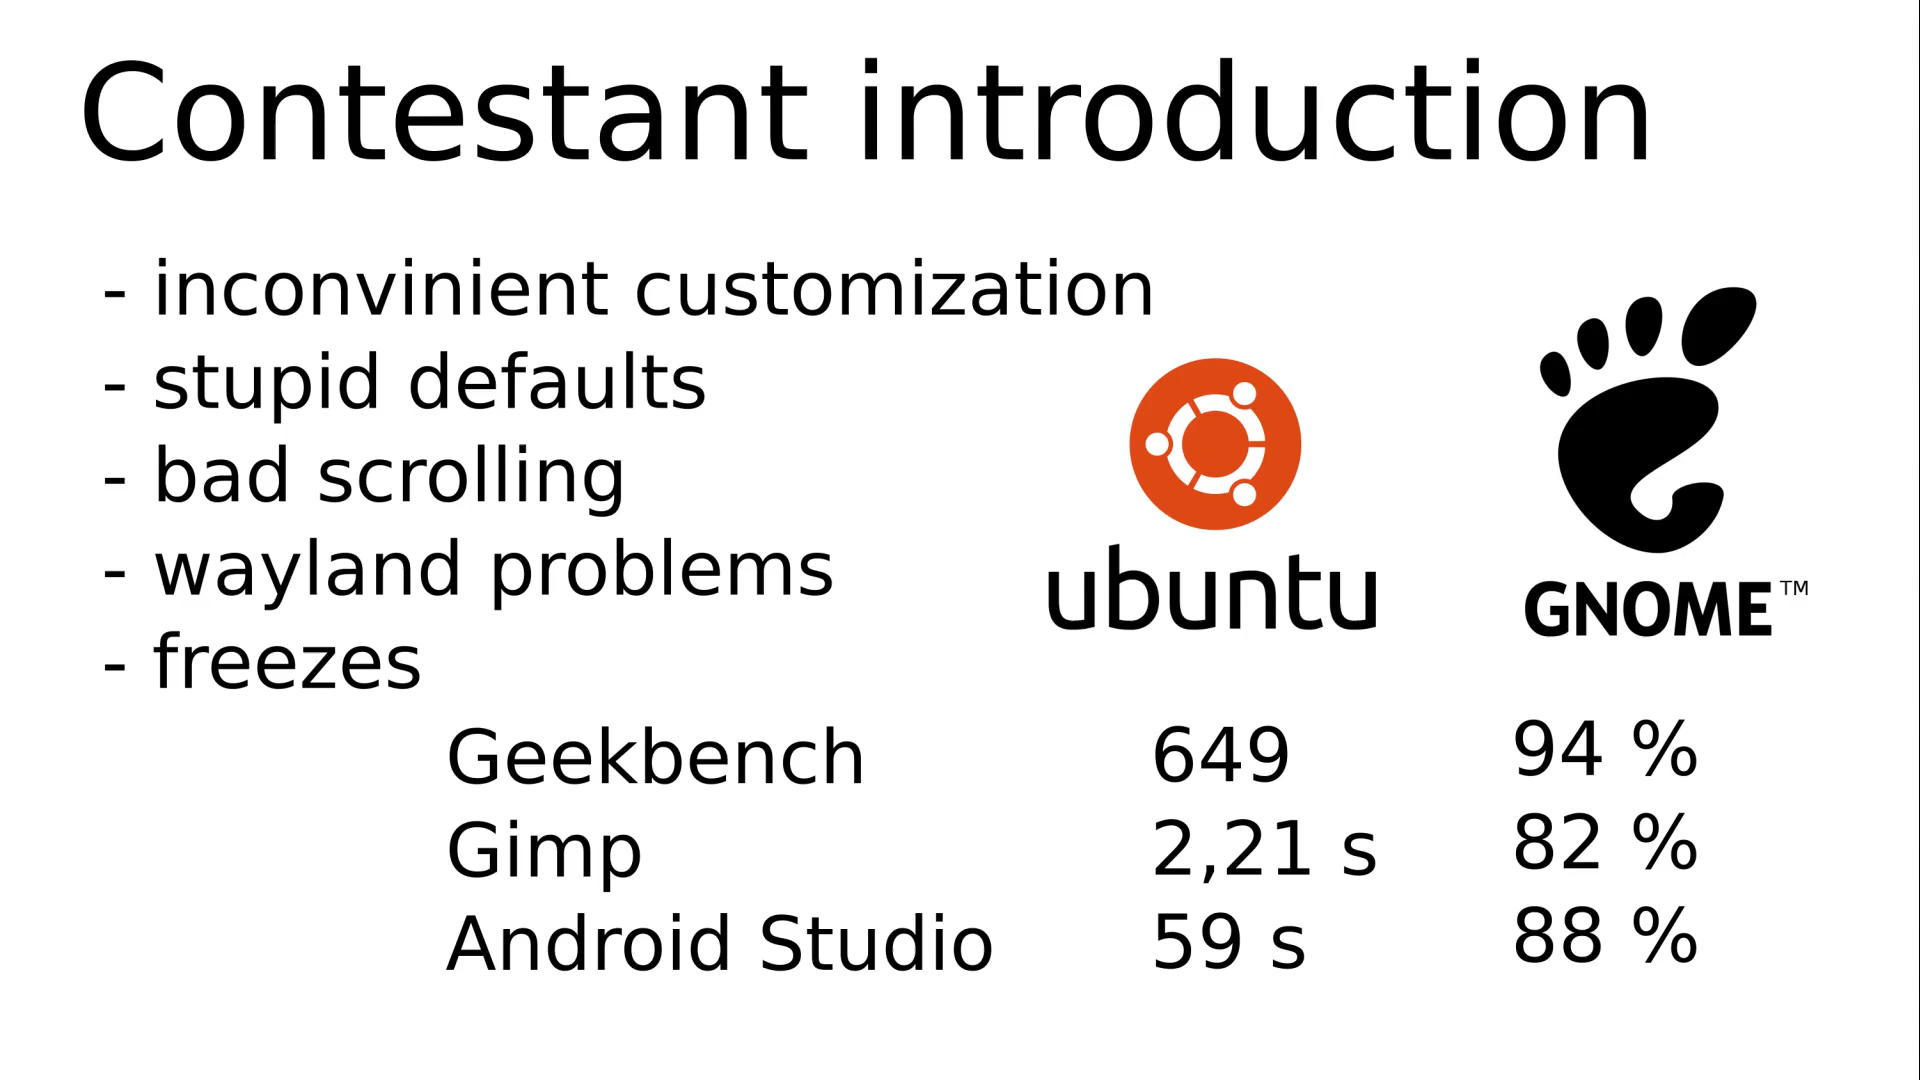 Contestant introduction
- inconvinient customization
- stupid defaults
- bad scrolling
- wayland problems
- freezes
ubuntu
GNOME™
Geekbench 649 94 %
Gimp 2,21 s 82 %
Android Studio 59 s 88 %